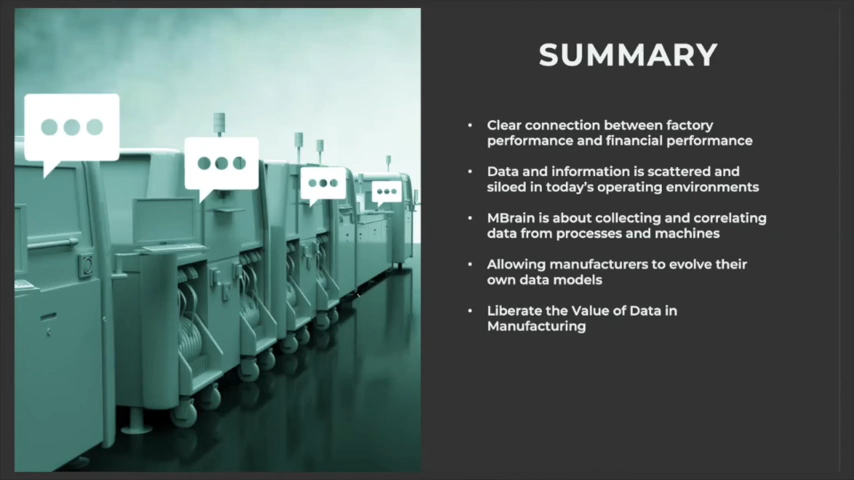 SUMMARY
• Clear connection between factory
performance and financial performance
• Data and information is scattered and
siloed in today's operating environments
• MBrain is about collecting and correlating
data from processes and machines
• Allowing manufacturers to evolve their
own data models
• Liberate the Value of Data in
Manufacturing